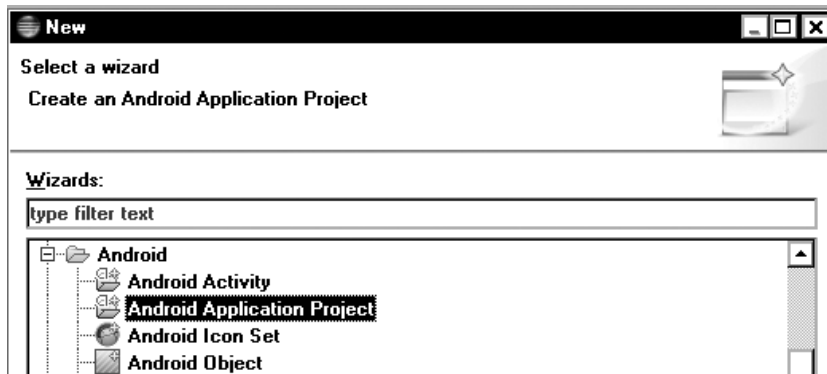 New
Select a wizard
Create an Android Application Project
Wizards:
type filter text
Android
Android Activity
Android Application Project
Android Icon Set
Android Object